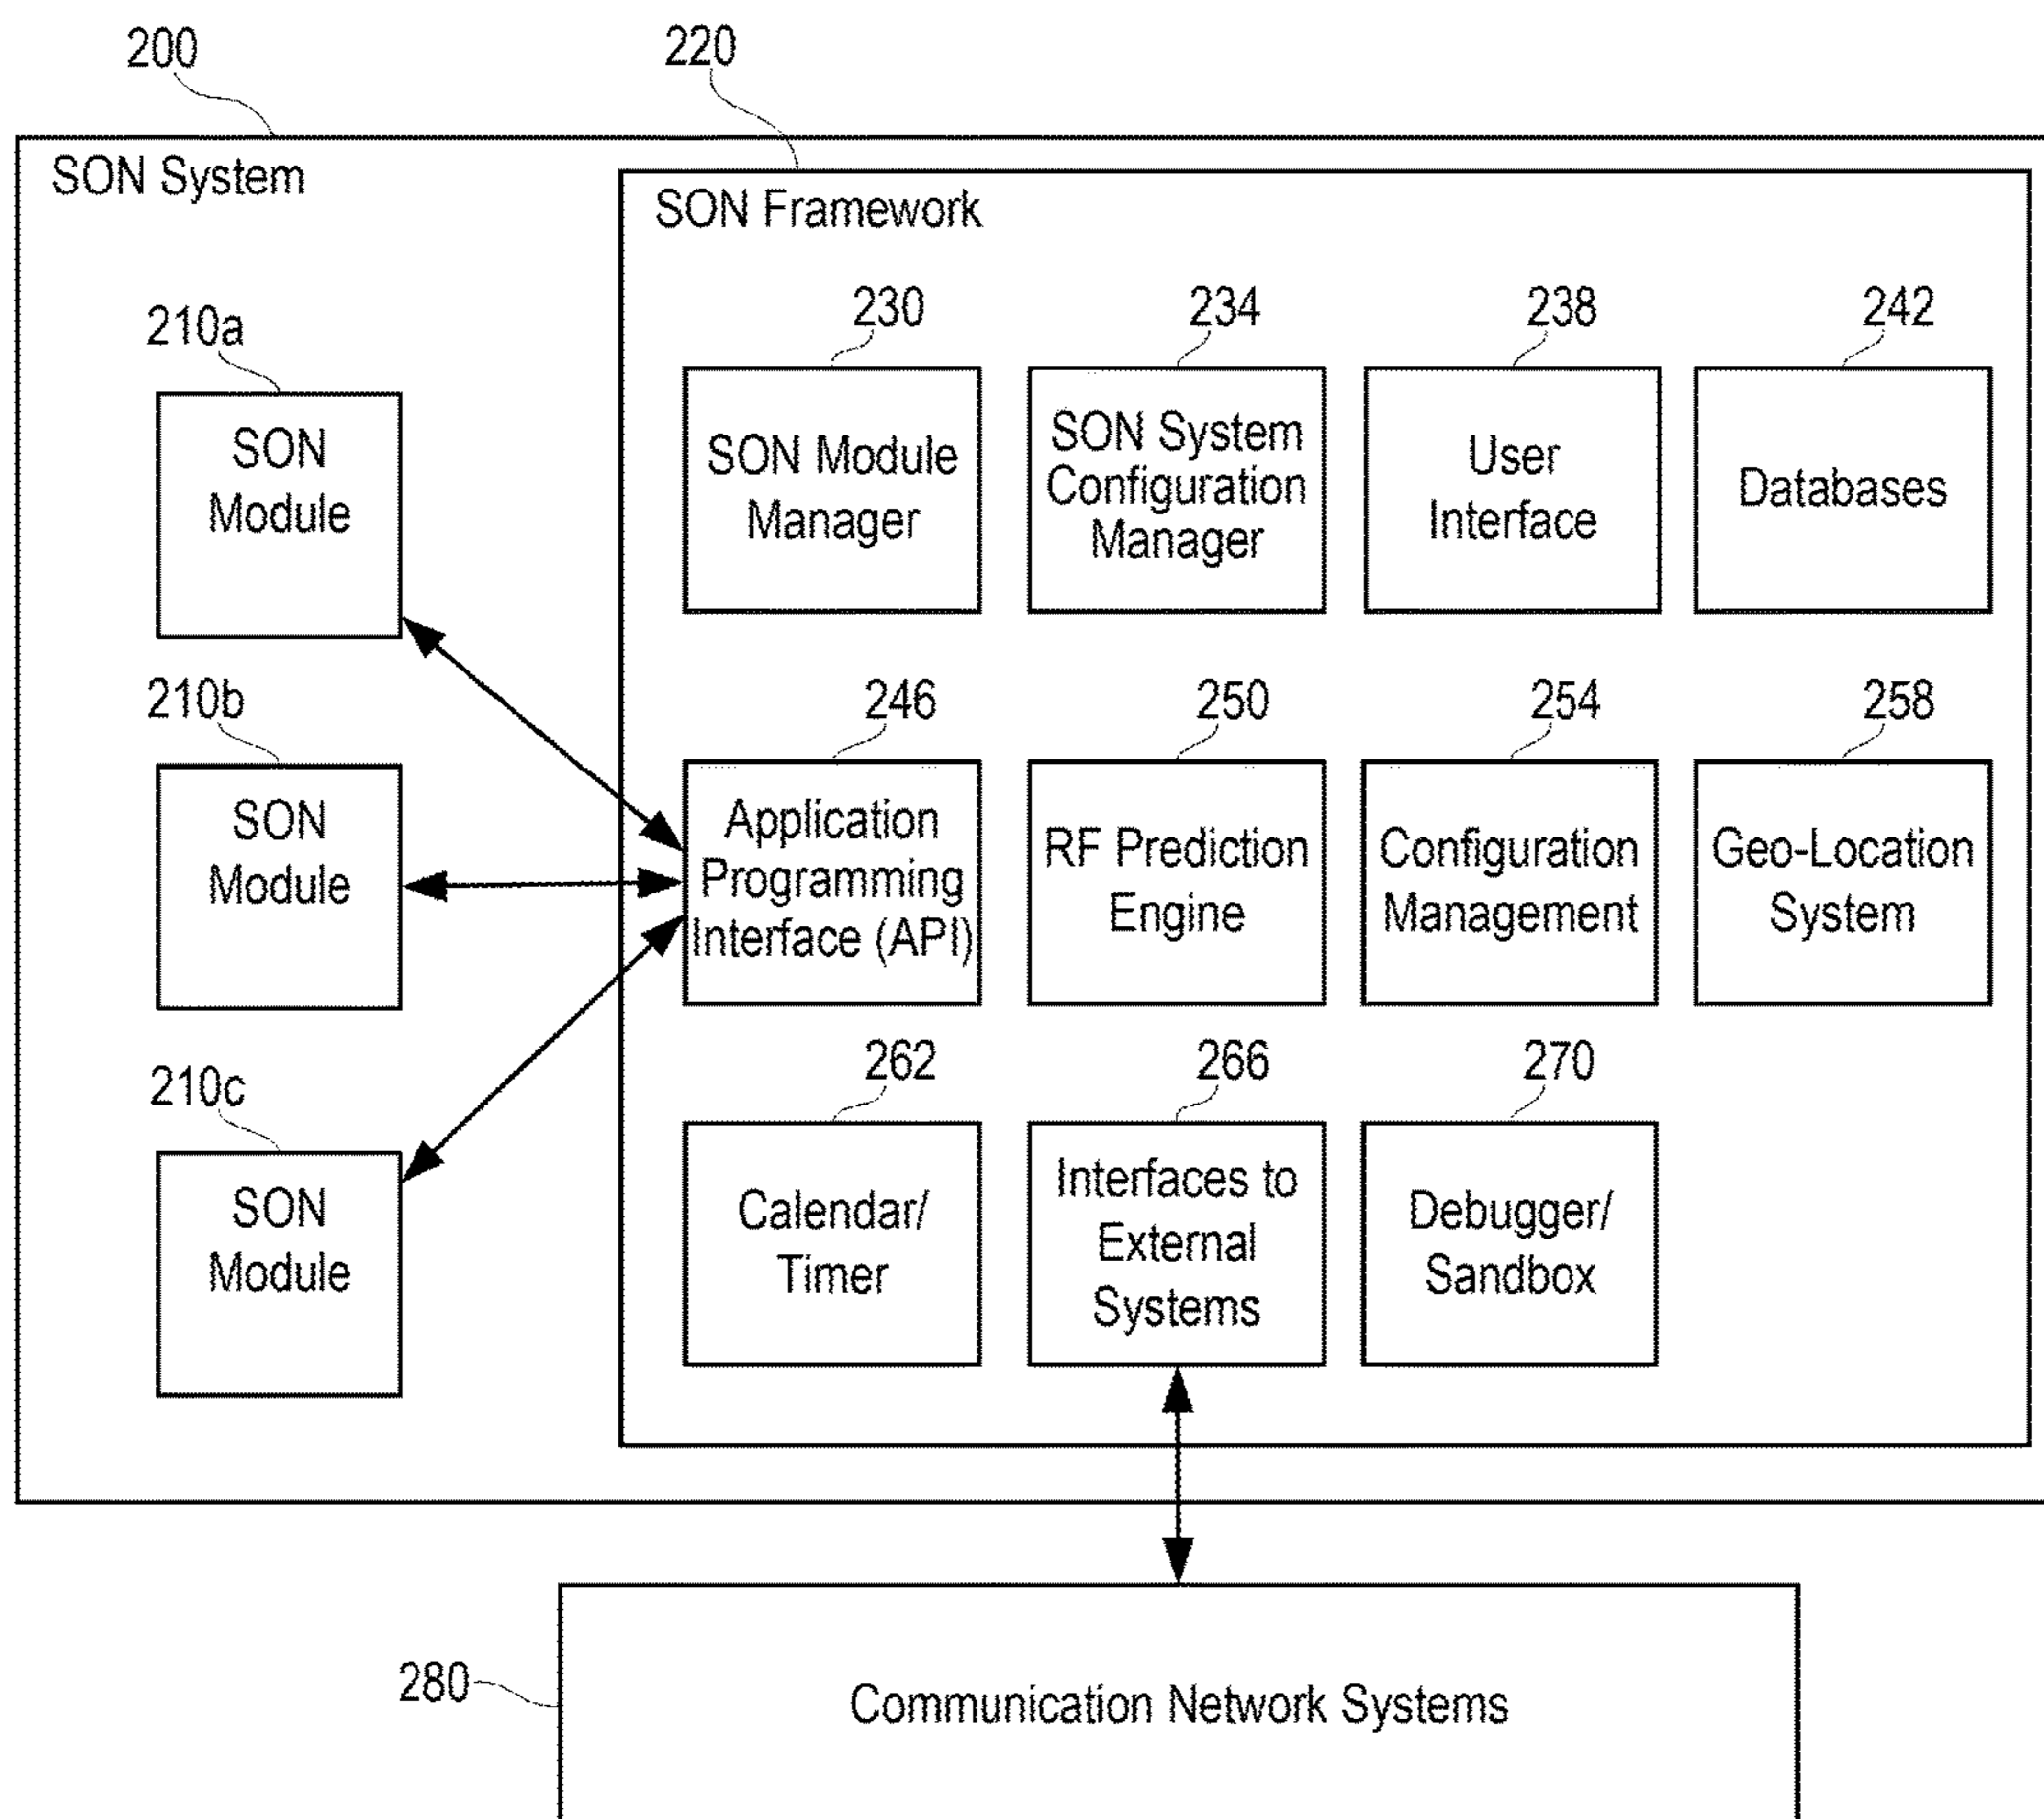 200
220
SON System
SON Framework
210a
230
234
238
242
SON
Module
SON Module
Manager
SON System
Configuration
Manager
User
Interface
Databases
210b
246
250
254
258
SON
Module
Application
Programming
Interface (API)
RF Prediction
Engine
Configuration
Management
Geo-Location
System
210c
262
266
270
SON
Module
Calendar/
Timer
Interfaces to
External
Systems
Debugger/
Sandbox
280
Communication Network Systems